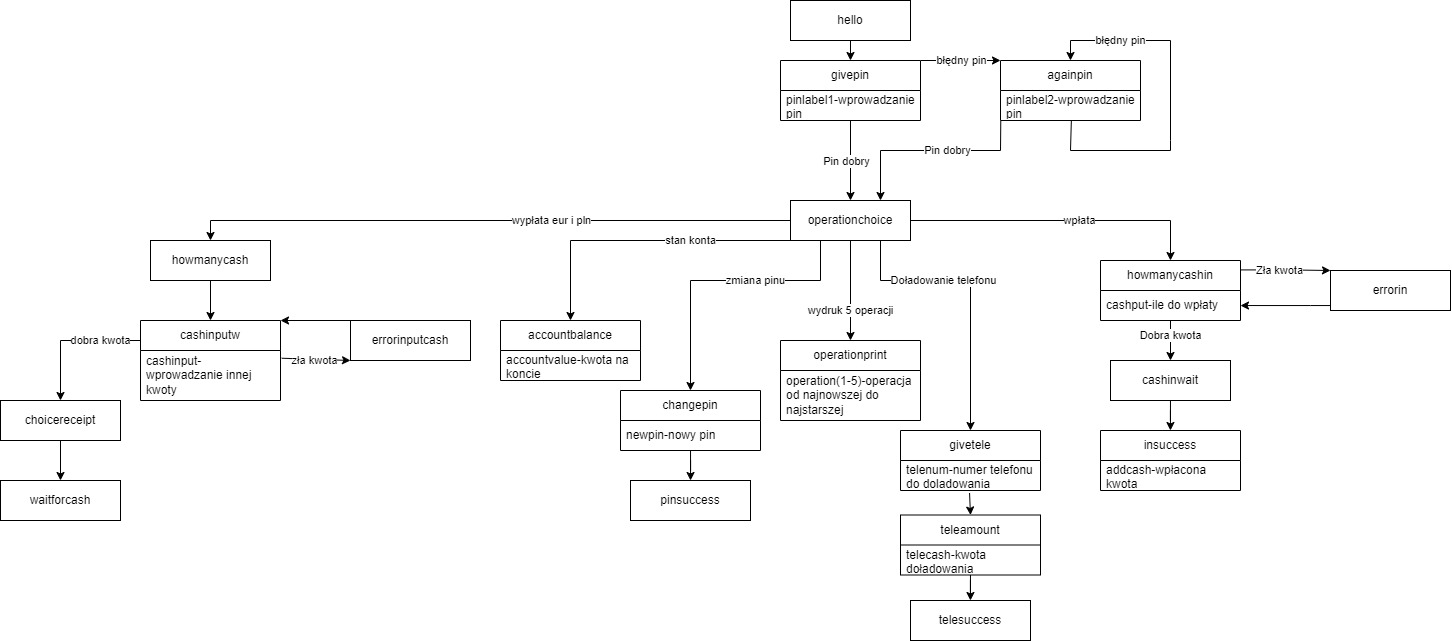 hello
błędny pin
givepin
błędny pin
againpin
pinlabel1-wprowadzanie
pin
pinlabel2-wprowadzanie
pin
Pin dobry
Pin dobry
operationchoice
wypłata eur i pln
wpłata
stan konta
howmanycash
zmiana pinu
Doładowanie telefonu
howmanycashin
Zła kwota
errorin
cashput-ile do wpłaty
wydruk 5 operacji
dobra kwota
cashinputw
errorinputcash
accountbalance
Dobra kwota
cashinput-
wprowadzanie innej
kwoty
zła kwota
accountvalue-kwota na
koncie
operationprint
operation(1-5)-operacja
od najnowszej do
najstarszej
cashinwait
changepin
newpin-nowy pin
choicereceipt
givetele
telenum-numer telefonu
do doladowania
insuccess
addcash-wpłacona
kwota
waitforcash
pinsuccess
teleamount
telecash-kwota
doładowania
telesuccess